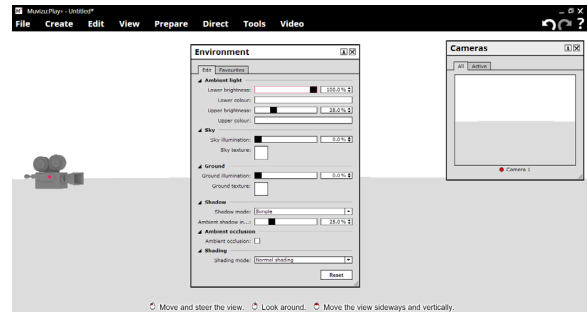 Muvizu:Play+ - Untitled*
File Create Edit View Prepare Direct Tools Video ?
Environment
Edit Favourites
Ambient light
Lower brightness: 100.0 %
Lower colour:
Upper brightness: 28.0 %
Upper colour:
Sky
Sky illumination: 0.0 %
Sky texture:
Ground
Ground illumination: 0.0 %
Ground texture:
Shadow
Shadow mode: Simple
Ambient shadow in...: 25.0 %
Ambient occlusion
Ambient occlusion:
Shading
Shading mode: Normal shading
Reset
Cameras
All Active
Camera 1
Move and steer the view. Look around. Move the view sideways and vertically.